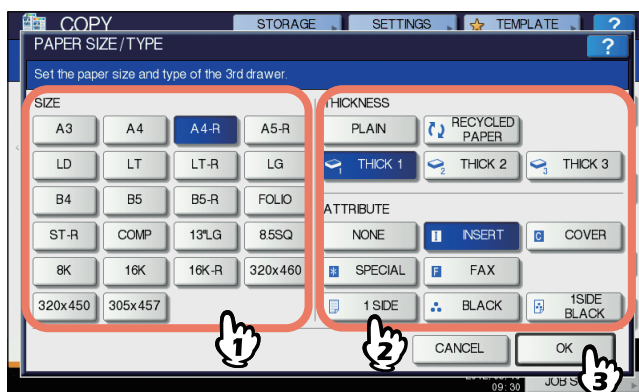 COPY STORAGE SETTINGS TEMPLATE ?
PAPER SIZE/TYPE ?
Set the paper size and type of the 3rd drawer.
SIZE
A3 A4 A4-R A5-R
LD LT LT-R LG
B4 B5 B5-R FOLIO
ST-R COMP 13"LG 8.5SQ
8K 16K 16K-R 320x460
320x450 305x457
1
THICKNESS
PLAIN RECYCLED
PAPER
1 THICK 1 2 THICK 2 3 THICK 3
ATTRIBUTE
NONE I INSERT C COVER
* SPECIAL F FAX
1 SIDE BLACK 1SIDE
BLACK
2
CANCEL OK
3
09:30 JOB S